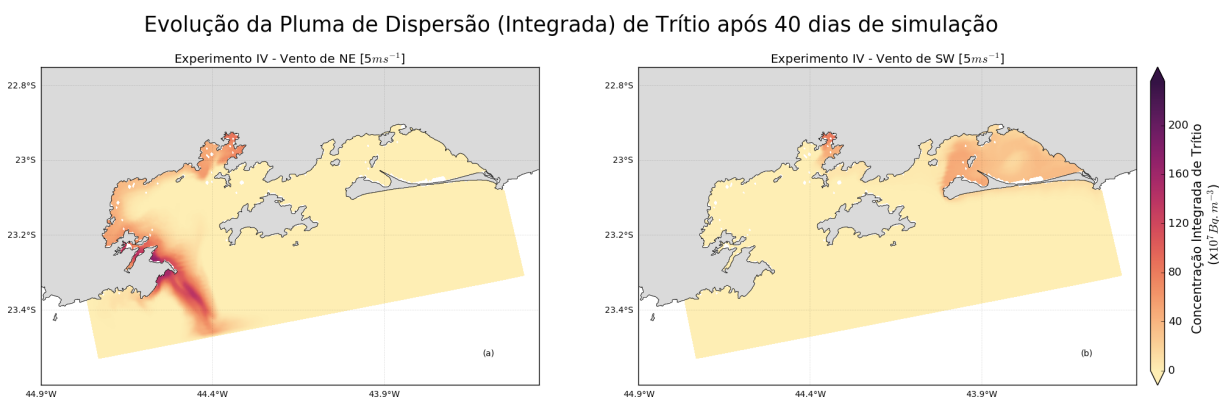 Evolução da Pluma de Dispersão (Integrada) de Trítio após 40 dias de simulação
Experimento IV - Vento de NE [5ms⁻¹]
22.8°S
23°S
23.2°S
23.4°S
44.9°W
44.4°W
43.9°W
(a)
Experimento IV - Vento de SW [5ms⁻¹]
22.8°S
23°S
23.2°S
23.4°S
44.9°W
44.4°W
43.9°W
(b)
200
160
120
80
40
0
Concentração Integrada de Trítio
(x10⁷ Bq. m⁻³)